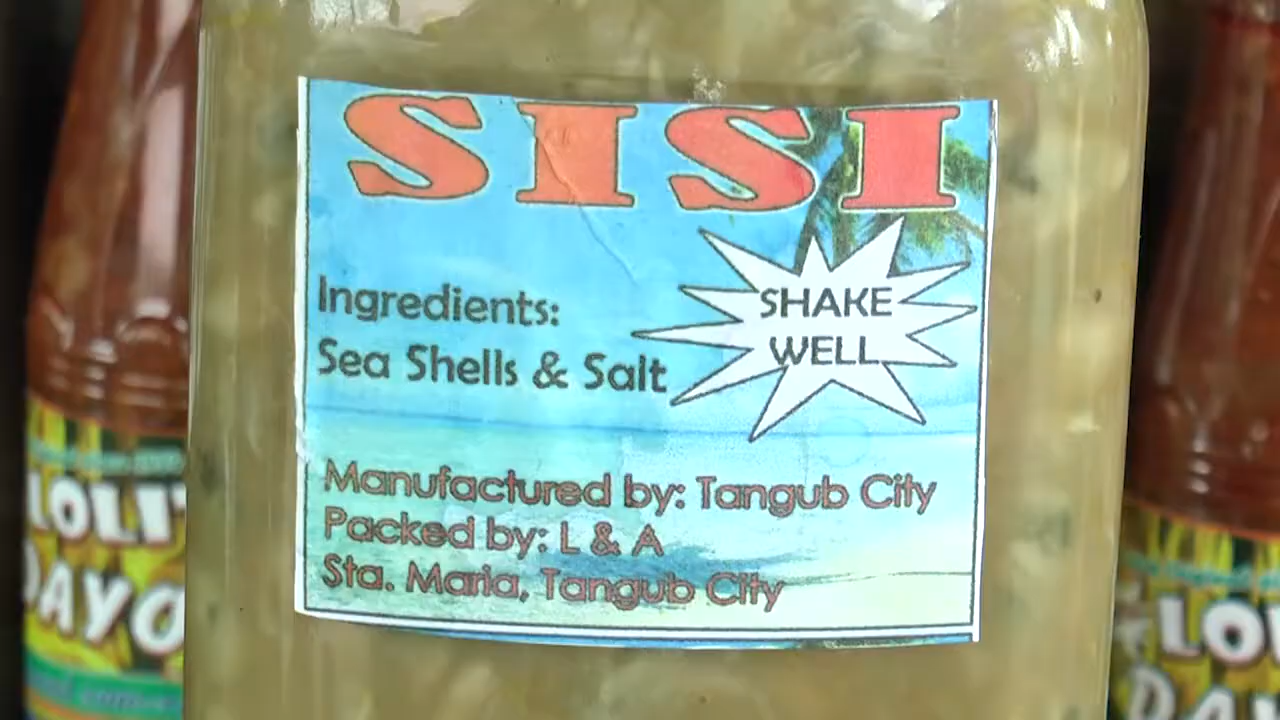 SISI
Ingredients:
Sea Shells & Salt
SHAKE
WELL
Manufactured by: Tangub City
Packed by: L & A
Sta. Maria, Tangub City